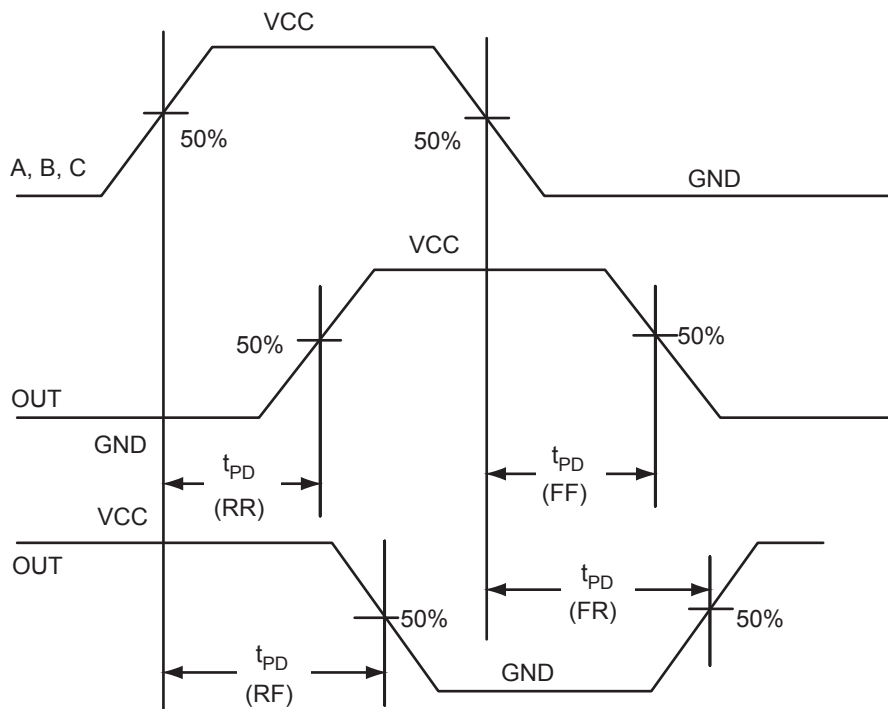 VCC
50%
50%
A, B, C
GND
VCC
50%
50%
OUT
GND
tPD
(RR)
tPD
(FF)
VCC
OUT
tPD
(FR)
50%
50%
tPD
(RF)
GND